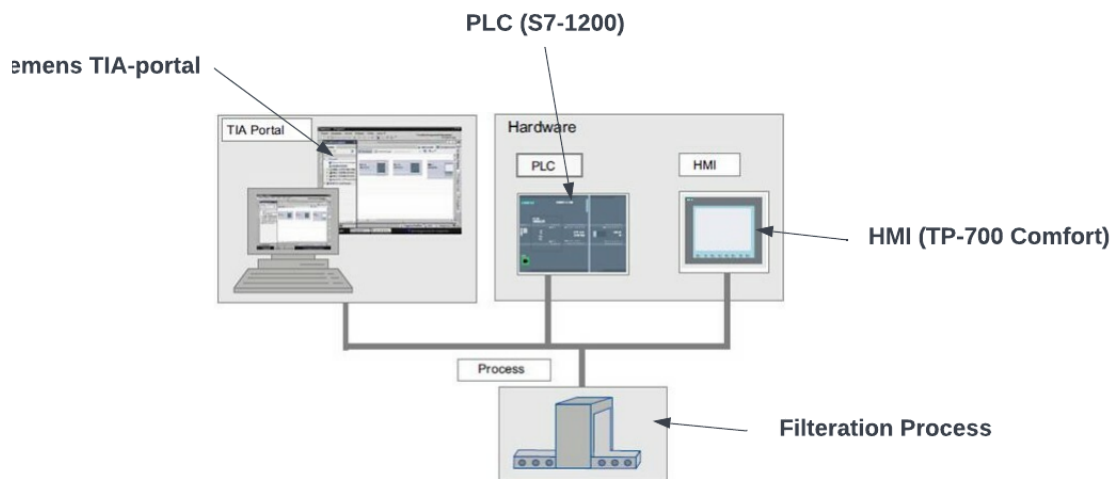 PLC (S7-1200)
emens TIA-portal
TIA Portal
Hardware
PLC
HMI
HMI (TP-700 Comfort)
Process
Filteration Process